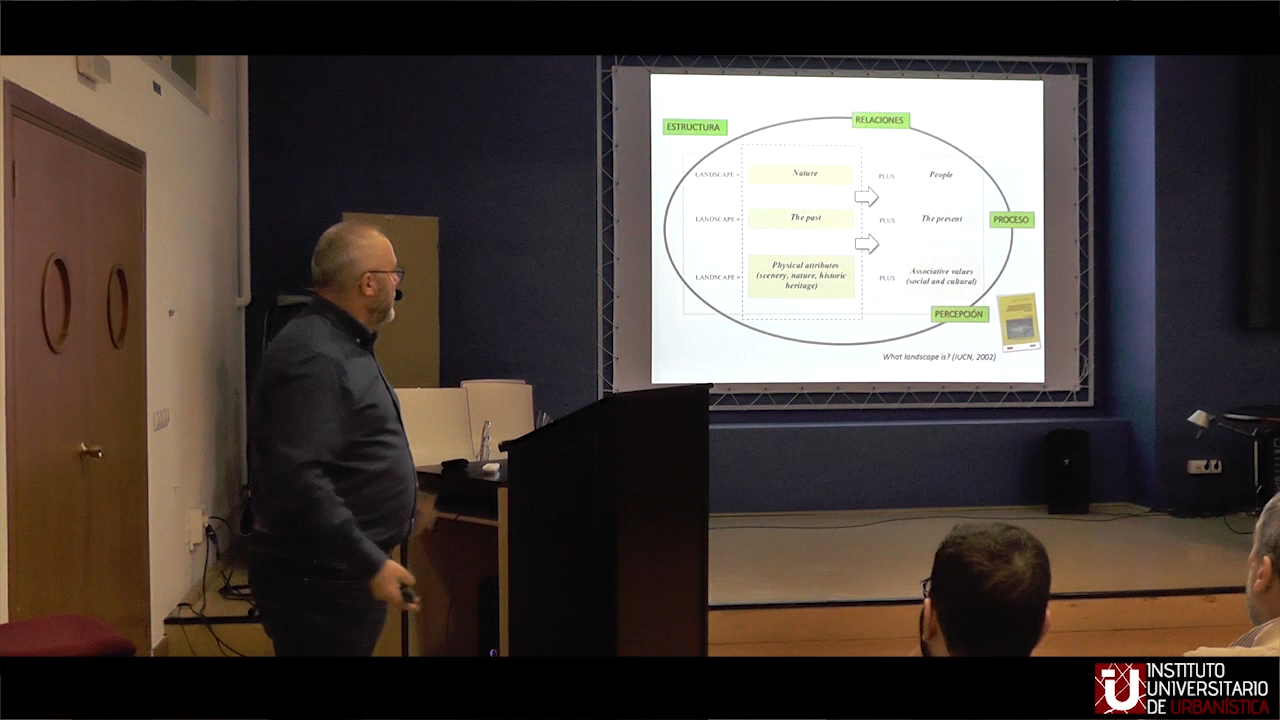 ESTRUCTURA
RELACIONES
LANDSCAPE = Nature PLUS People
LANDSCAPE = The past PLUS The present
PROCESO
LANDSCAPE = Physical attributes (scenery, nature, historic heritage) PLUS Associative values (social and cultural)
PERCEPCIÓN
What landscape is? (IUCN, 2002)
INSTITUTO
UNIVERSITARIO
DE URBANÍSTICA